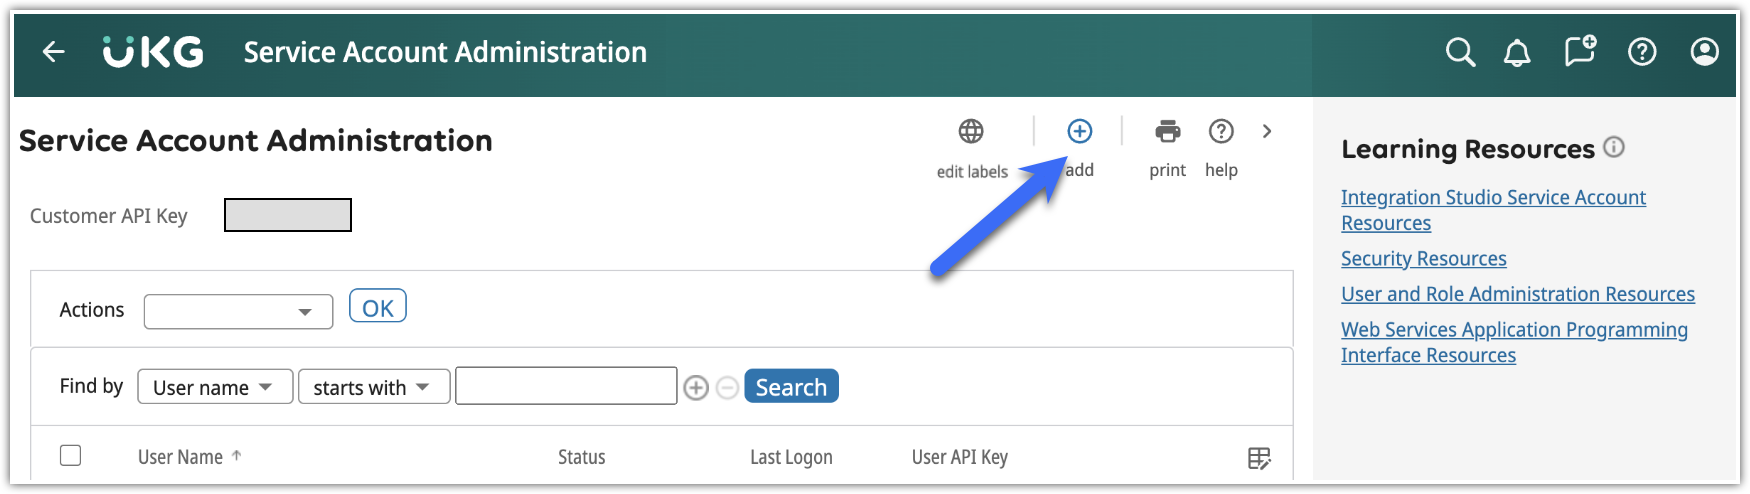 UKG Service Account Administration
Service Account Administration
edit labels add print help
Customer API Key
Actions OK
Find by User name starts with Search
User Name Status Last Logon User API Key
Learning Resources
Integration Studio Service Account
Resources
Security Resources
User and Role Administration Resources
Web Services Application Programming
Interface Resources